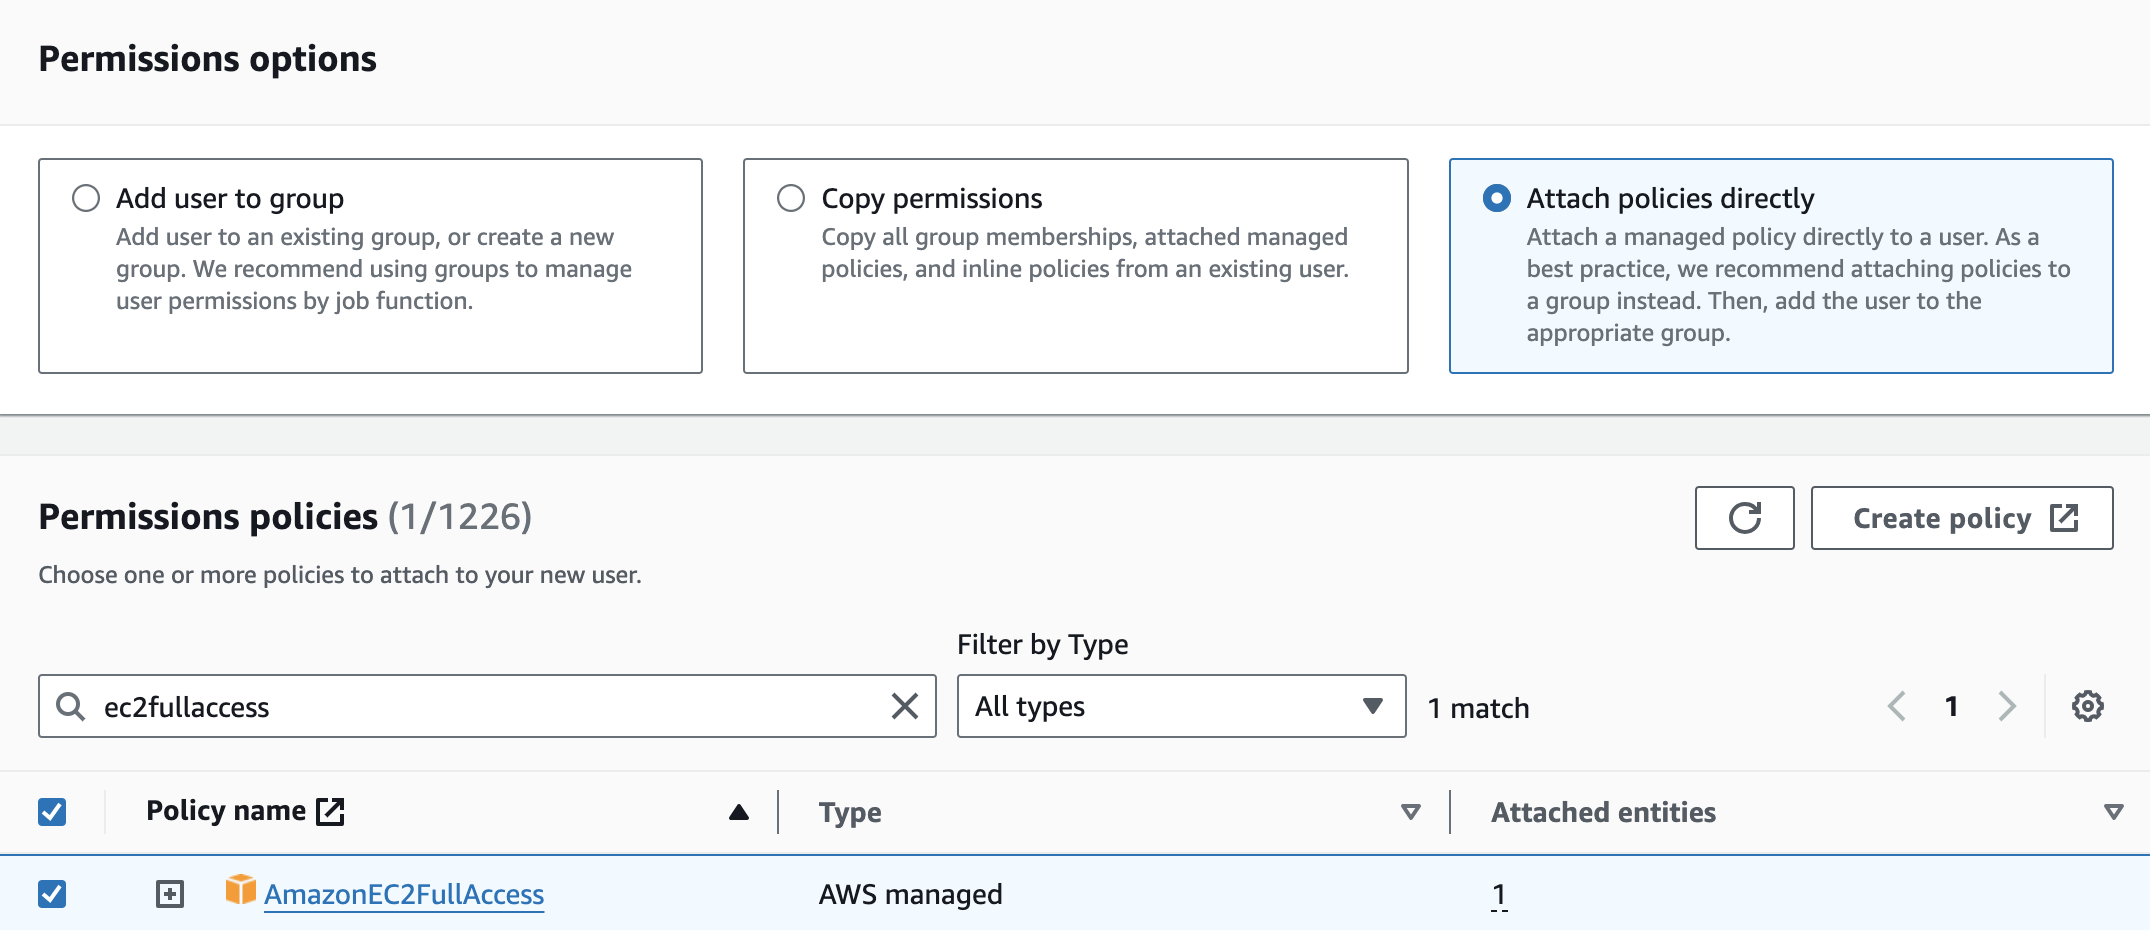 Permissions options
Add user to group
Add user to an existing group, or create a new
group. We recommend using groups to manage
user permissions by job function.
Copy permissions
Copy all group memberships, attached managed
policies, and inline policies from an existing user.
Attach policies directly
Attach a managed policy directly to a user. As a
best practice, we recommend attaching policies to
a group instead. Then, add the user to the
appropriate group.
Permissions policies (1/1226)
Create policy
Choose one or more policies to attach to your new user.
Filter by Type
ec2fullaccess
All types
1 match
1
Policy name
Type
Attached entities
AmazonEC2FullAccess
AWS managed
1